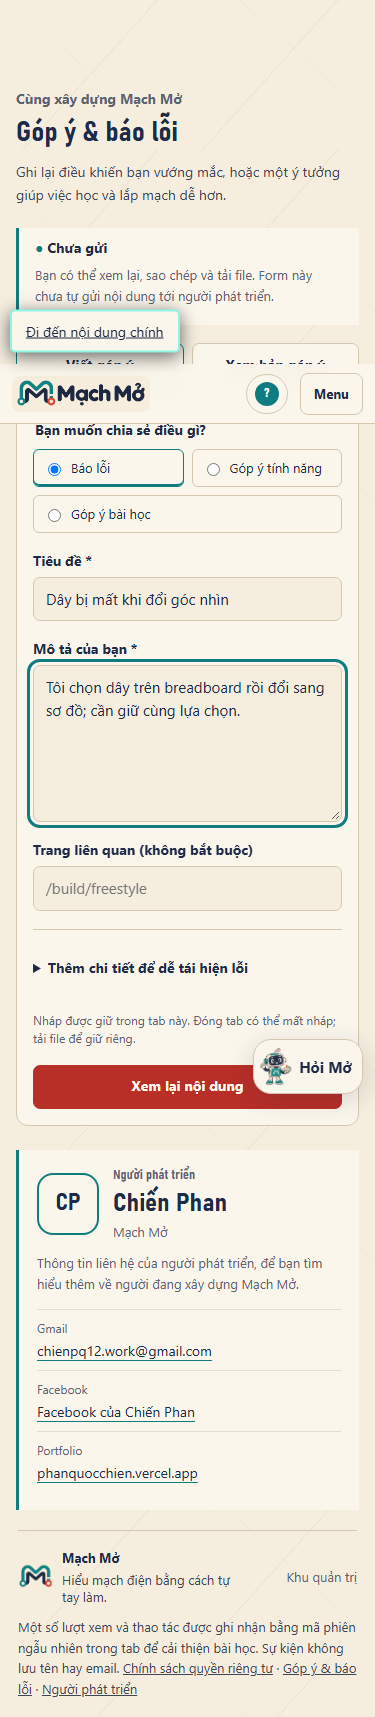 Cùng xây dựng Mạch Mở
Góp ý & báo lỗi
Ghi lại điều khiến bạn vướng mắc, hoặc một ý tưởng
giúp việc học và lắp mạch dễ hơn.
Chưa gửi
Bạn có thể xem lại, sao chép và tải file. Form này
chưa tự gửi nội dung tới người phát triển.
Đi đến nội dung chính
Mạch Mở
?
Menu
Bạn muốn chia sẻ điều gì?
Báo lỗi
Góp ý tính năng
Góp ý bài học
Tiêu đề *
Dây bị mất khi đổi góc nhìn
Mô tả của bạn *
Tôi chọn dây trên breadboard rồi đổi sang
sơ đồ; cần giữ cùng lựa chọn.
Trang liên quan (không bắt buộc)
/build/freestyle
Thêm chi tiết để dễ tái hiện lỗi
Nháp được giữ trong tab này. Đóng tab có thể mất nháp;
tải file để giữ riêng.
Xem lại nội dung
Hỏi Mở
CP
Người phát triển
Chiến Phan
Mạch Mở
Thông tin liên hệ của người phát triển, để bạn tìm
hiểu thêm về người đang xây dựng Mạch Mở.
Gmail
chienpq12.work@gmail.com
Facebook
Facebook của Chiến Phan
Portfolio
phanquocchien.vercel.app
Mạch Mở
Hiểu mạch điện bằng cách tự
tay làm.
Khu quản trị
Một số lượt xem và thao tác được ghi nhận bằng mã phiên
ngẫu nhiên trong tab để cải thiện bài học. Sự kiện không
lưu tên hay email. Chính sách quyền riêng tư · Góp ý & báo
lỗi · Người phát triển